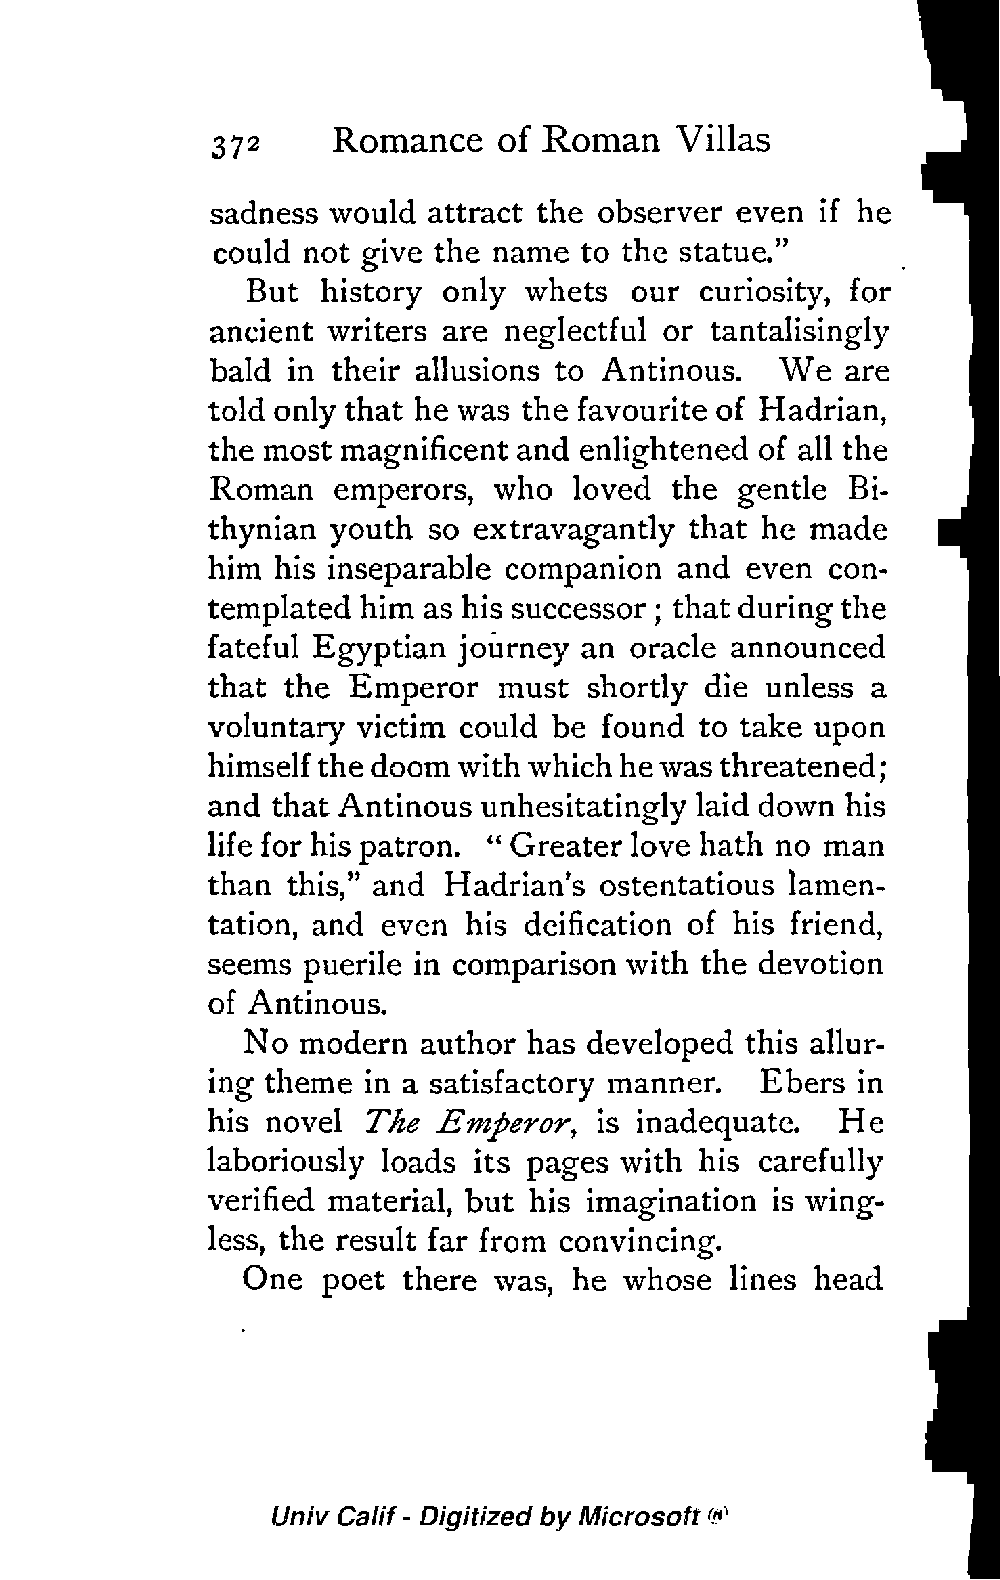 372 Romance of Roman Villas
sadness would attract the observer even if he
could not give the name to the statue."
But history only whets our curiosity, for
ancient writers are neglectful or tantalisingly
bald in their allusions to Antinous. We are
told only that he was the favourite of Hadrian,
the most magnificent and enlightened of all the
Roman emperors, who loved the gentle Bi-
thynian youth so extravagantly that he made
him his inseparable companion and even con-
templated him as his successor; that during the
fateful Egyptian journey an oracle announced
that the Emperor must shortly die unless a
voluntary victim could be found to take upon
himself the doom with which he was threatened;
and that Antinous unhesitatingly laid down his
life for his patron. "Greater love hath no man
than this," and Hadrian's ostentatious lamen-
tation, and even his deification of his friend,
seems puerile in comparison with the devotion
of Antinous.
No modern author has developed this allur-
ing theme in a satisfactory manner. Ebers in
his novel The Emperor, is inadequate. He
laboriously loads its pages with his carefully
verified material, but his imagination is wing-
less, the result far from convincing.
One poet there was, he whose lines head
Univ Calif - Digitized by Microsoft ®